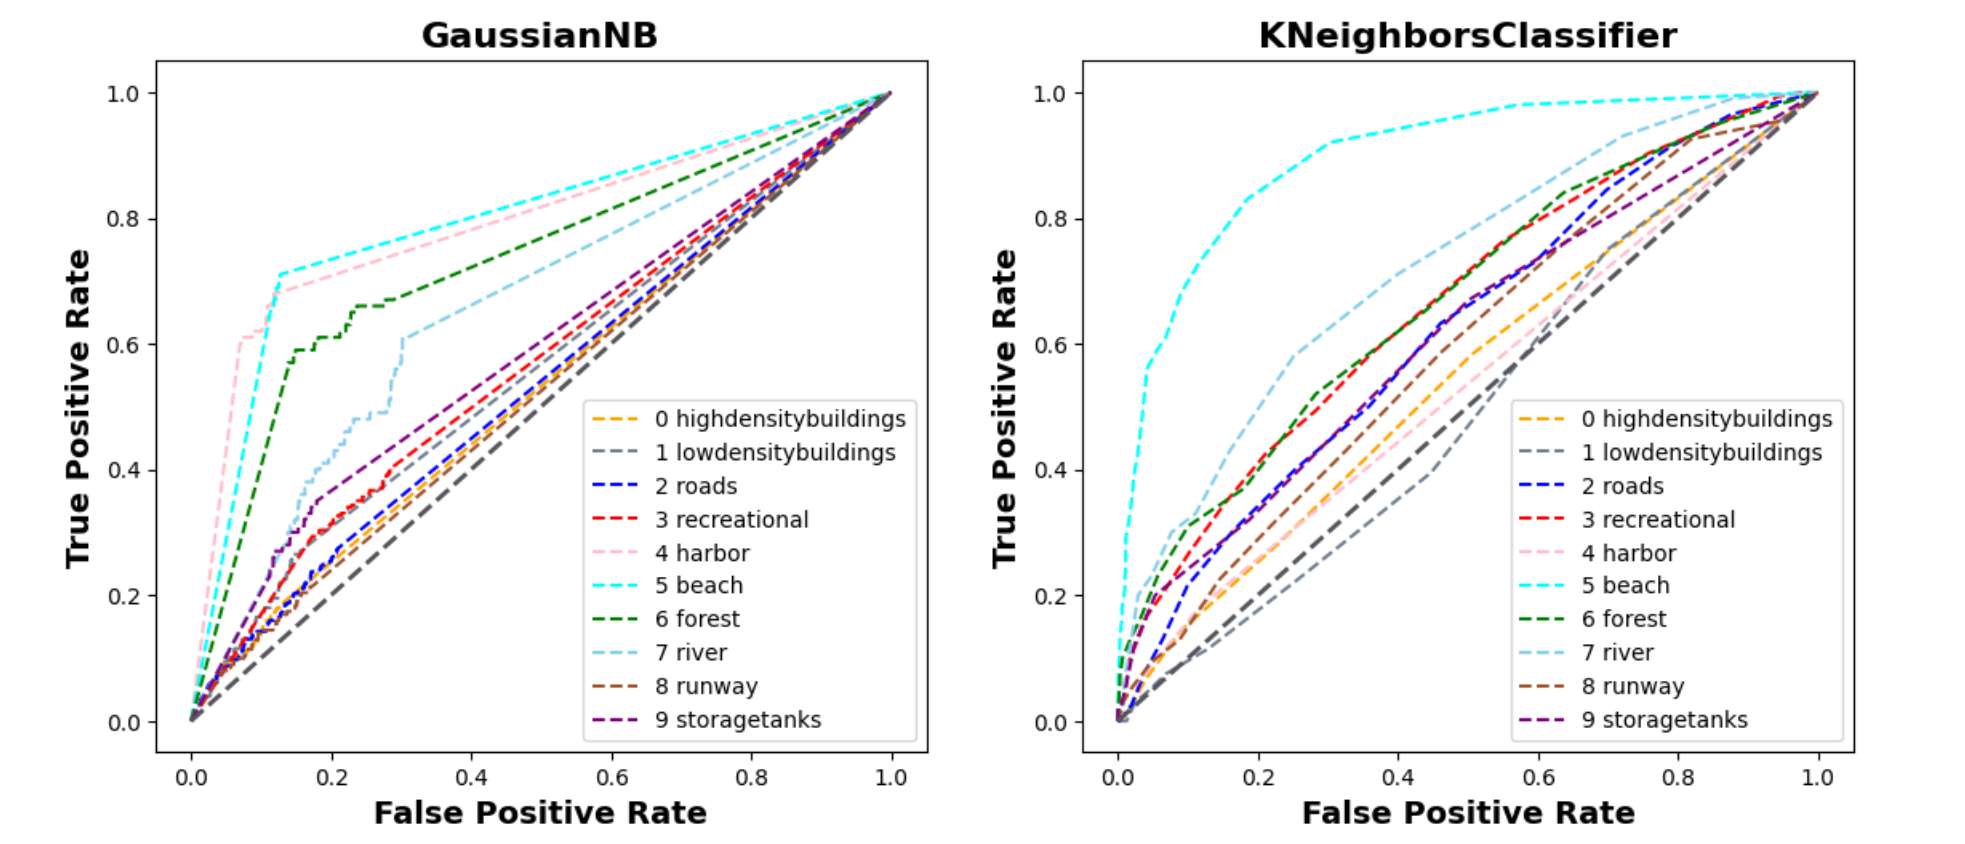 GaussianNB
True Positive Rate
1.0
0.8
0.6
0.4
0.2
0.0
0 highdensitybuildings
1 lowdensitybuildings
2 roads
3 recreational
4 harbor
5 beach
6 forest
7 river
8 runway
9 storagetanks
0.0 0.2 0.4 0.6 0.8 1.0
False Positive Rate
KNeighborsClassifier
True Positive Rate
1.0
0.8
0.6
0.4
0.2
0.0
0 highdensitybuildings
1 lowdensitybuildings
2 roads
3 recreational
4 harbor
5 beach
6 forest
7 river
8 runway
9 storagetanks
0.0 0.2 0.4 0.6 0.8 1.0
False Positive Rate